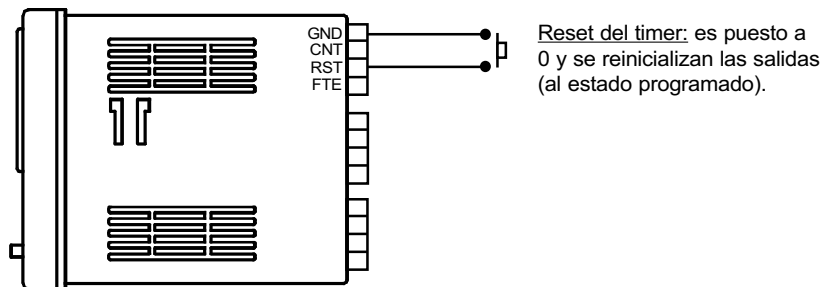 GND
CNT
RST
FTE
Reset del timer: es puesto a
0 y se reinicializan las salidas
(al estado programado).